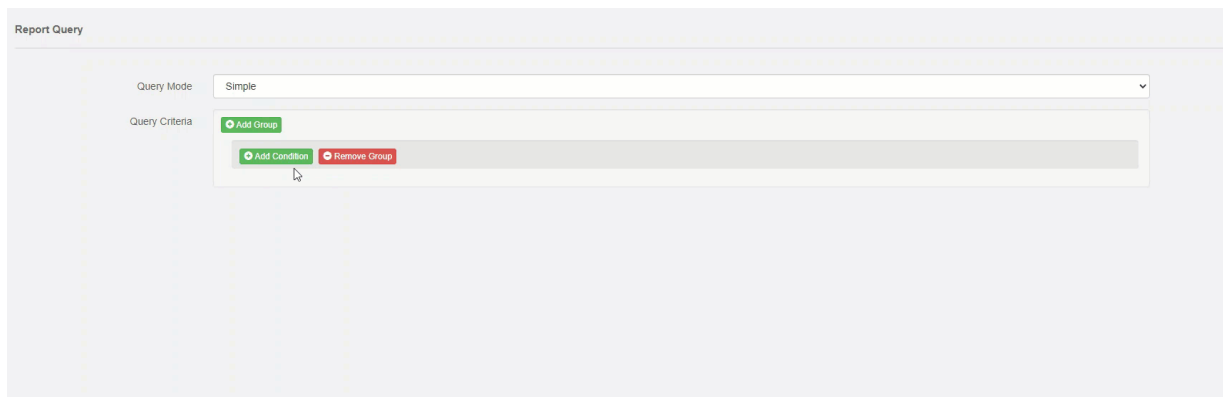 Report Query
Query Mode
Simple
Query Criteria
Add Group
Add Condition
Remove Group